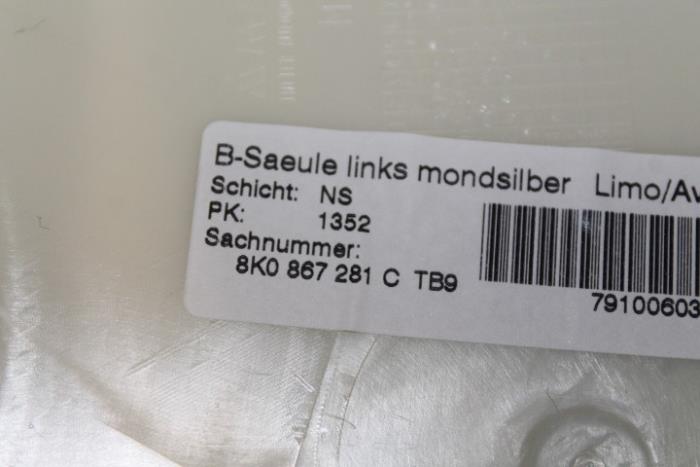 B-Saeule links mondsilber Limo/Av
Schicht: NS
PK: 1352
Sachnummer:
8K0 867 281 C TB9
79100603